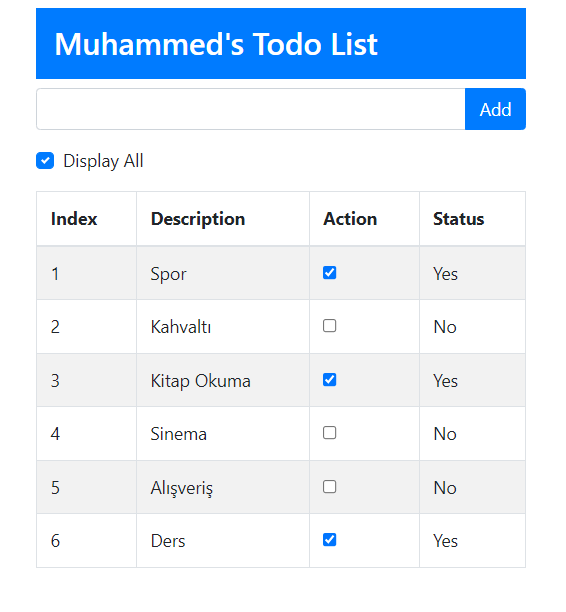 Muhammed's Todo List
Add
Display All
Index Description Action Status
1 Spor Yes
2 Kahvaltı No
3 Kitap Okuma Yes
4 Sinema No
5 Alışveriş No
6 Ders Yes